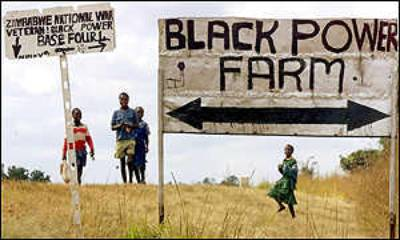 ZIMBABWE NATIONAL WAR
VETERAN! BLACK POWER
BASE FOUR
BLACK POWER
FARM